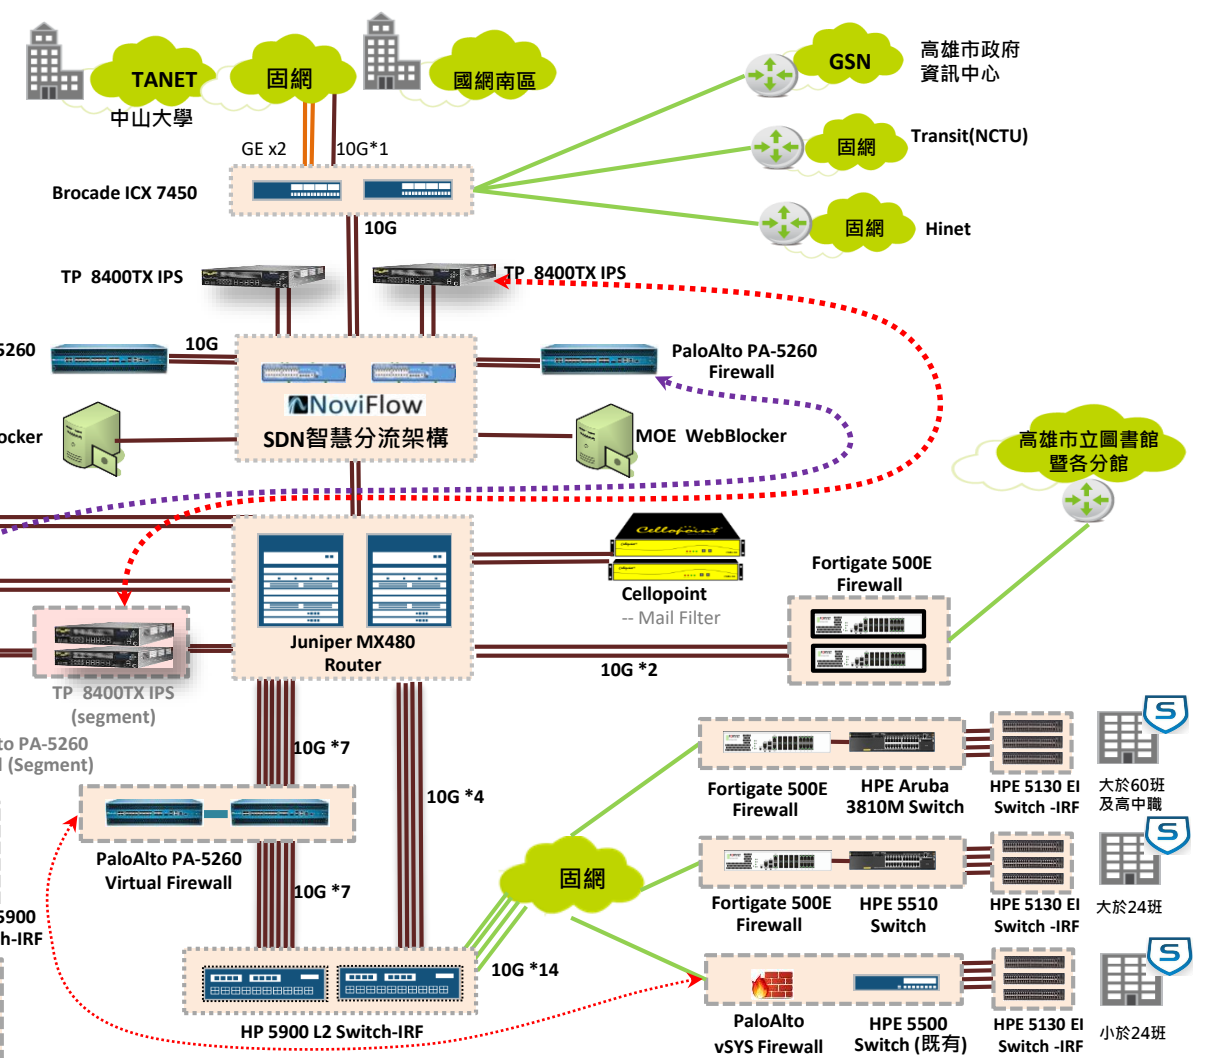 TANET
中山大學
固網
國網南區
GSN
高雄市政府
資訊中心
固網
Transit(NCTU)
固網
Hinet
GE x2
10G*1
Brocade ICX 7450
10G
TP 8400TX IPS
TP 8400TX IPS
5260
10G
PaloAlto PA-5260
Firewall
NoviFlow
SDN智慧分流架構
ocker
MOE WebBlocker
高雄市立圖書館
暨各分館
Cellopoint
Cellopoint
-- Mail Filter
Fortigate 500E
Firewall
Juniper MX480
Router
10G *2
TP 8400TX IPS
(segment)
to PA-5260
l (Segment)
10G *7
10G *4
PaloAlto PA-5260
Virtual Firewall
10G *7
5900
ch-IRF
固網
10G *14
HP 5900 L2 Switch-IRF
Fortigate 500E
Firewall
HPE Aruba
3810M Switch
HPE 5130 EI
Switch -IRF
S
大於60班
及高中職
Fortigate 500E
Firewall
HPE 5510
Switch
HPE 5130 EI
Switch -IRF
S
大於24班
PaloAlto
vSYS Firewall
HPE 5500
Switch (既有)
HPE 5130 EI
Switch -IRF
S
小於24班